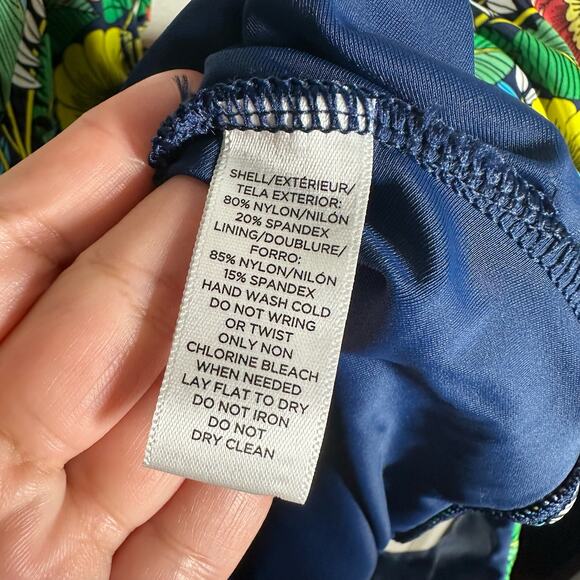 SHELL/EXTÉRIEUR/
TELA EXTERIOR:
80% NYLON/NILÓN
20% SPANDEX
LINING/DOUBLURE/
FORRO:
85% NYLON/NILÓN
15% SPANDEX
HAND WASH COLD
DO NOT WRING
OR TWIST
ONLY NON
CHLORINE BLEACH
WHEN NEEDED
LAY FLAT TO DRY
DO NOT IRON
DO NOT
DRY CLEAN